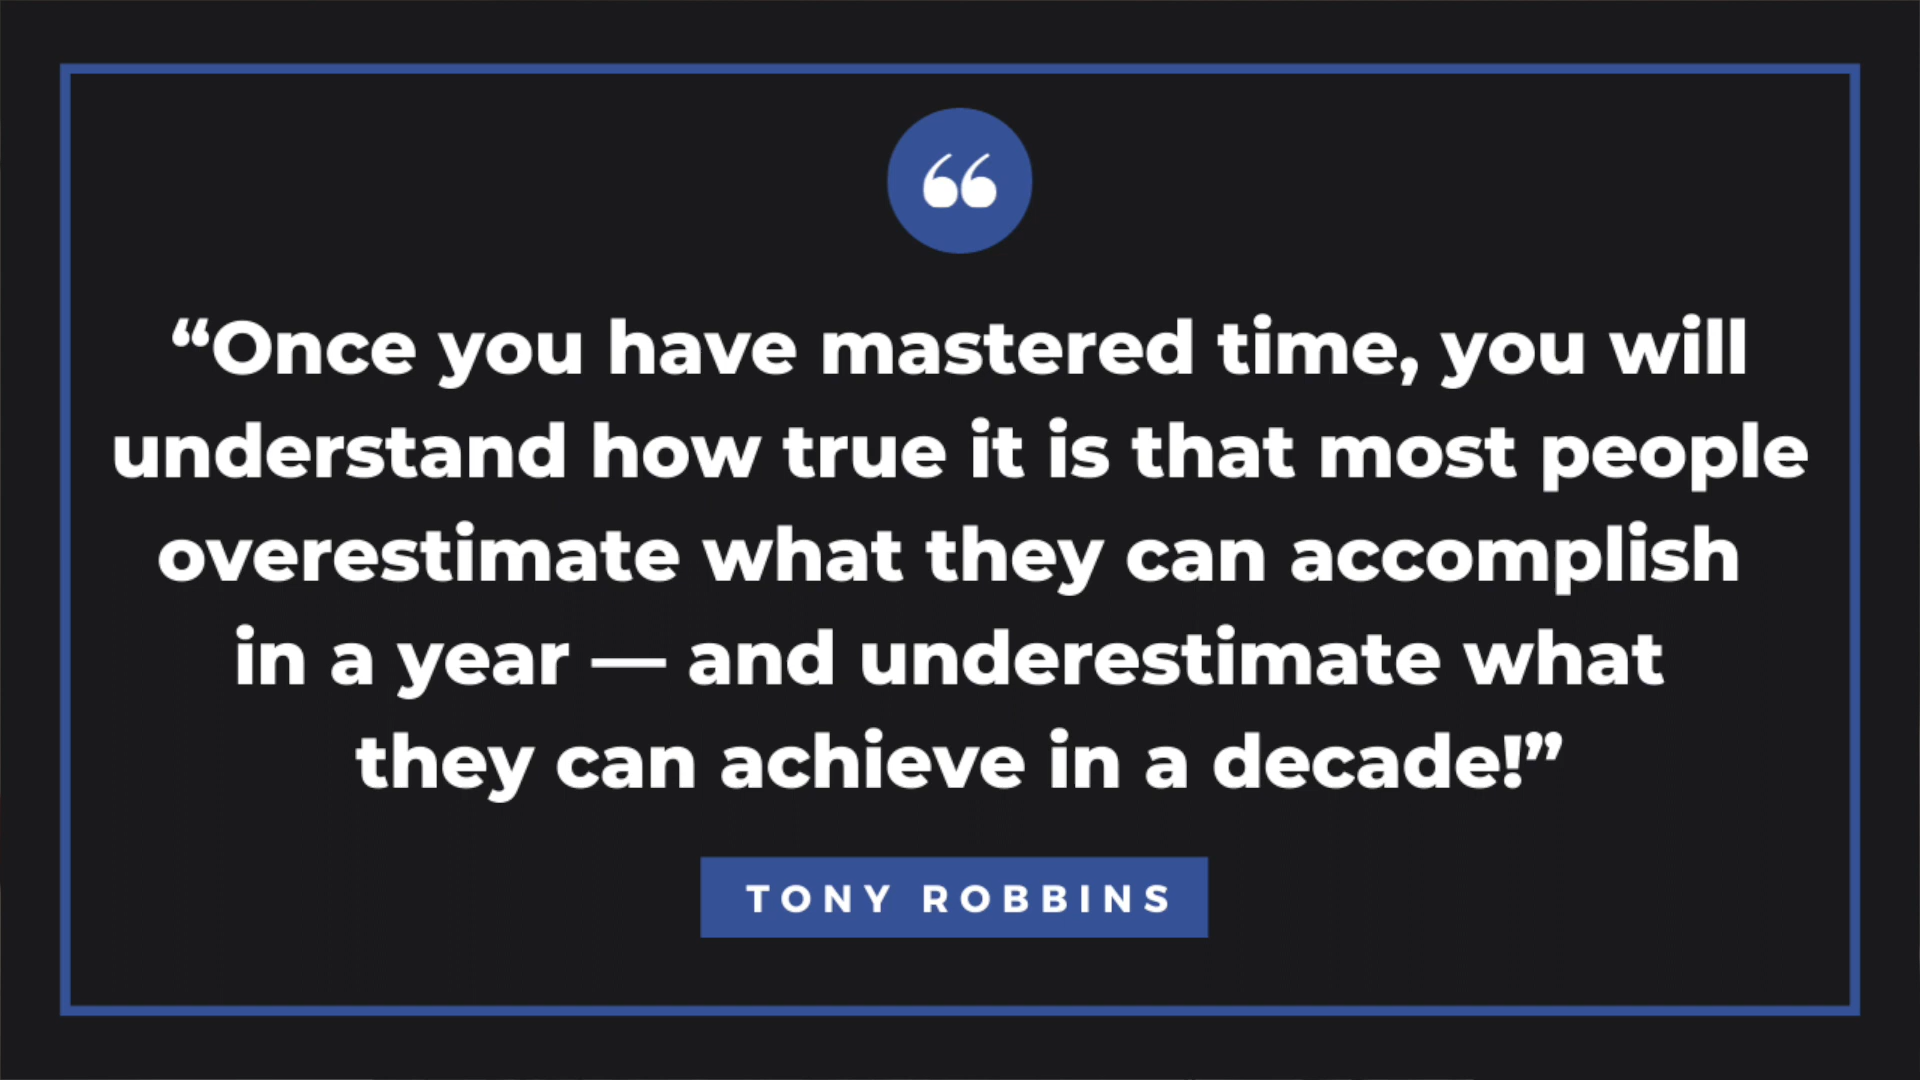 “
“Once you have mastered time, you will
understand how true it is that most people
overestimate what they can accomplish
in a year — and underestimate what
they can achieve in a decade!”
TONY ROBBINS